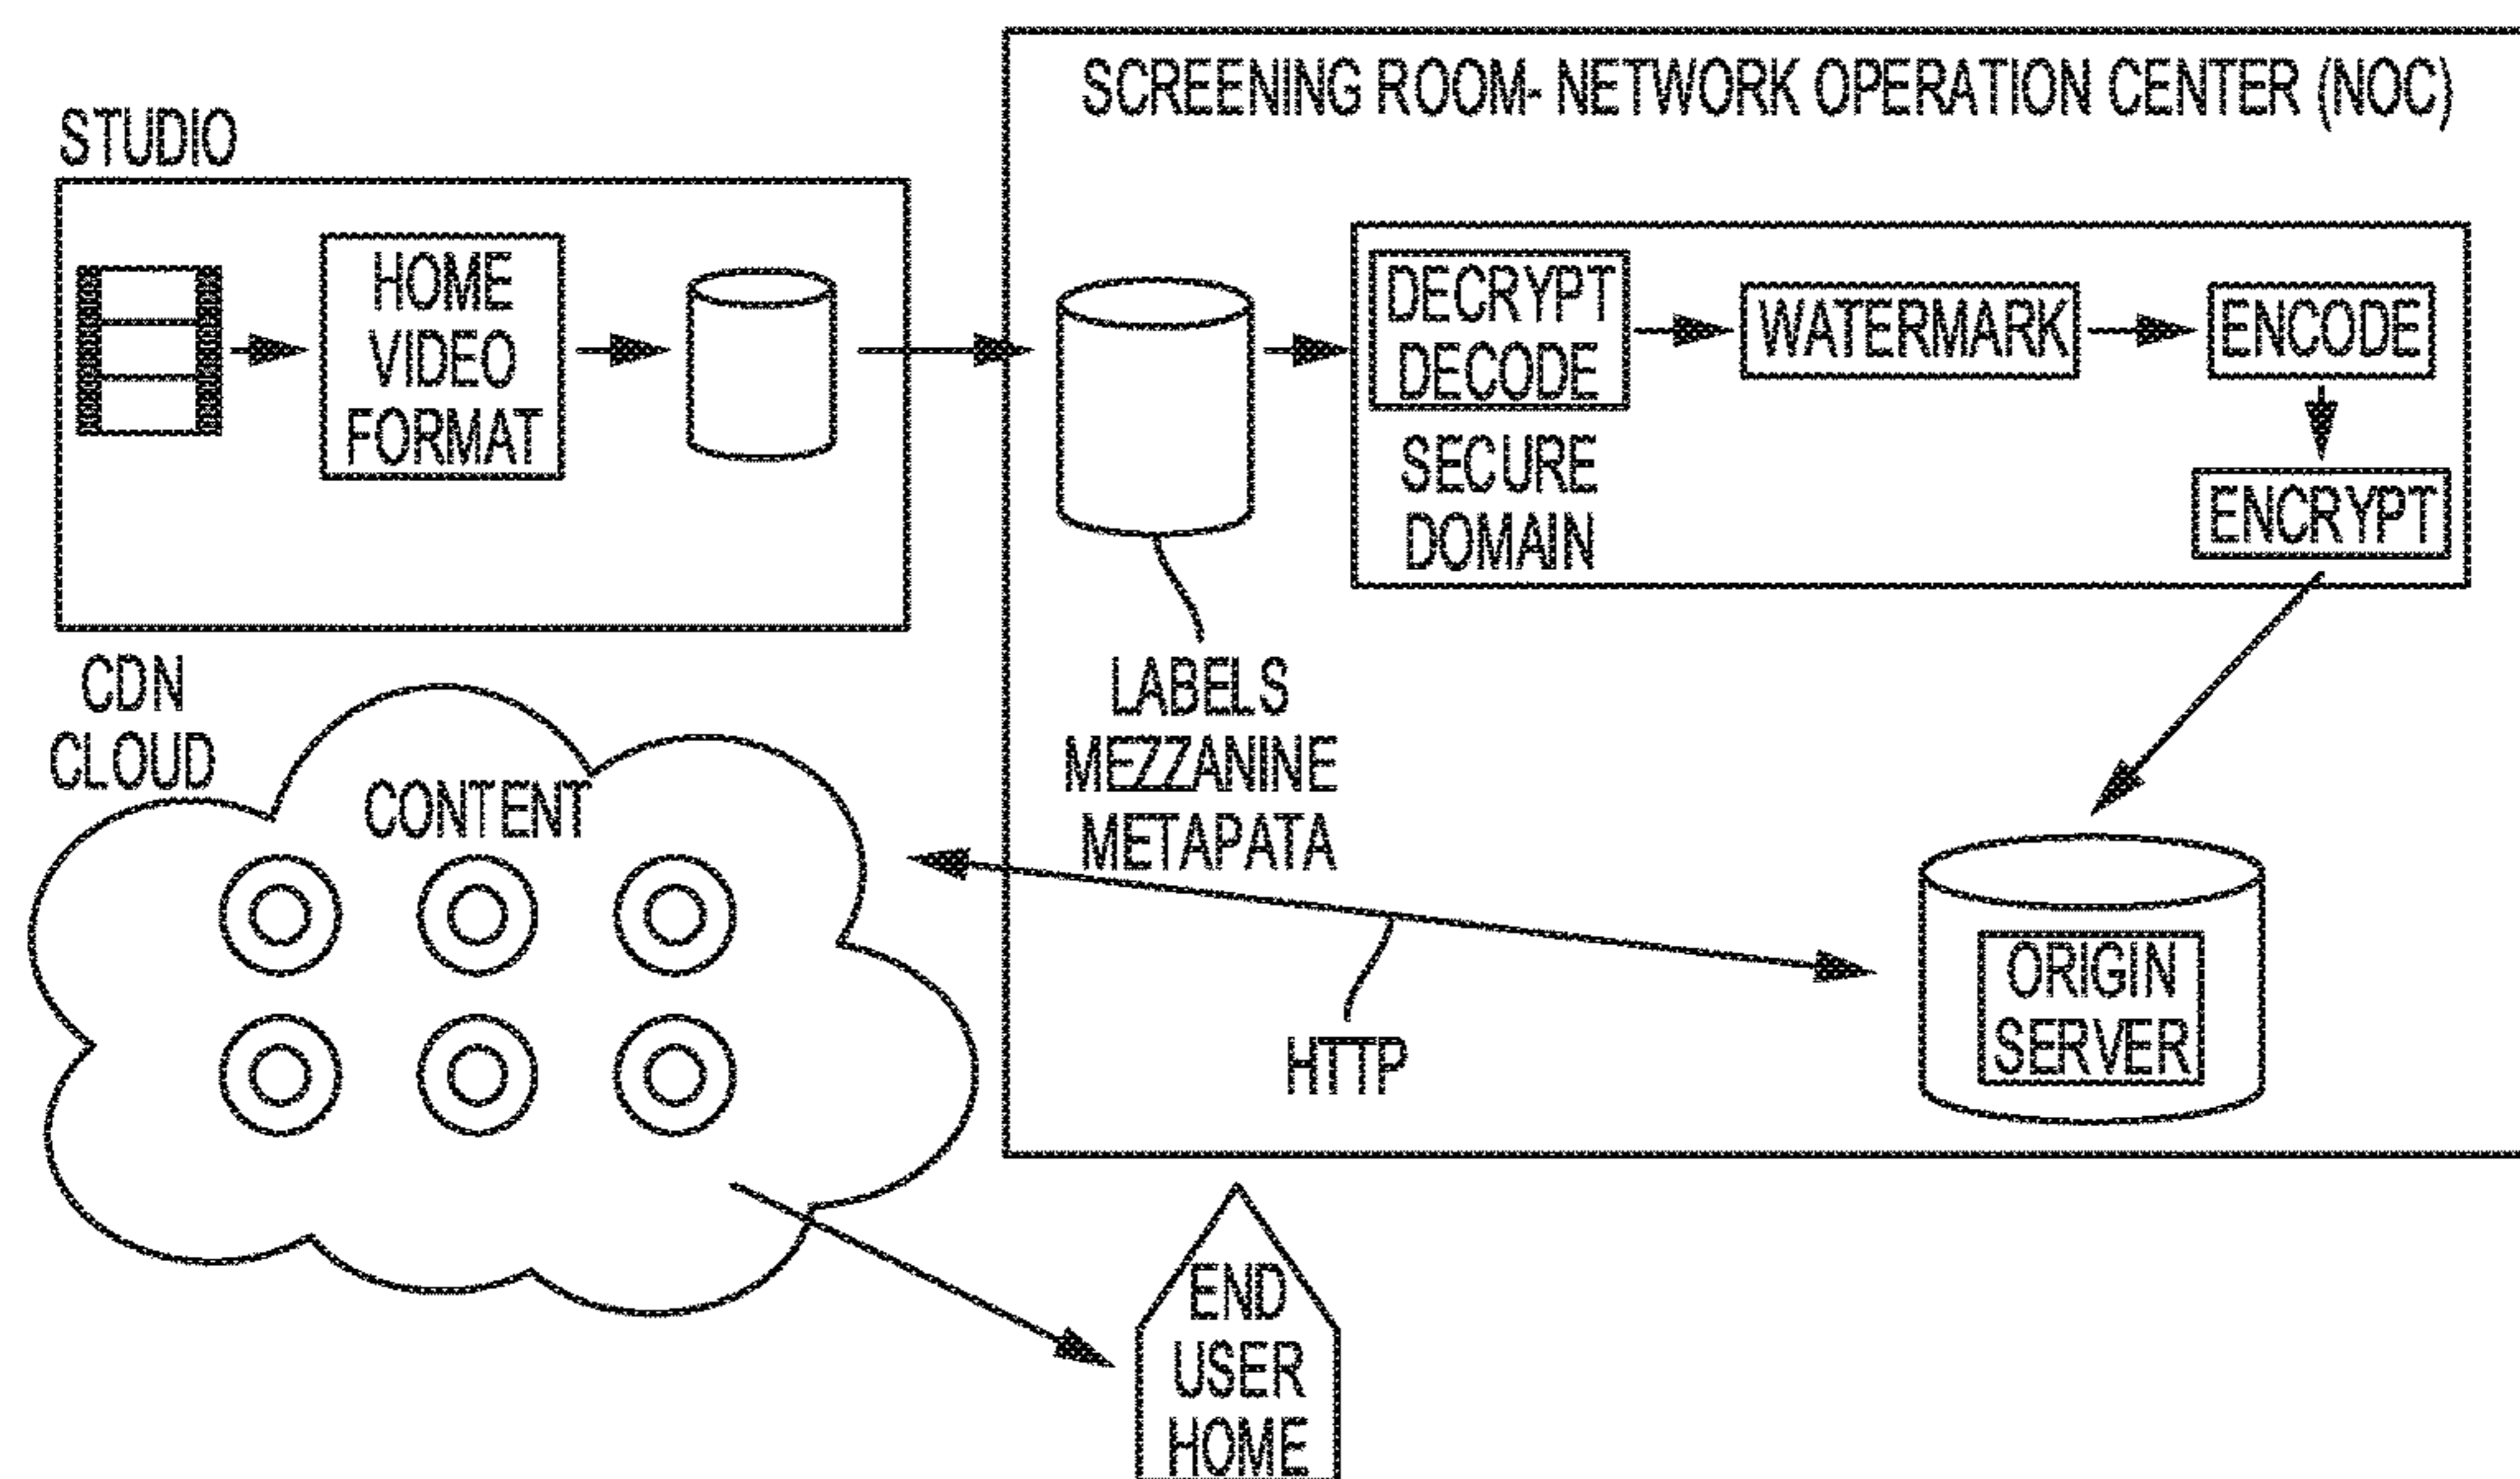 SCREENING ROOM- NETWORK OPERATION CENTER (NOC)
STUDIO
HOME
VIDEO
FORMAT
DECRYPT
DECODE
SECURE
DOMAIN
WATERMARK
ENCODE
ENCRYPT
LABELS
MEZZANINE
METAPATA
CDN
CLOUD
CONTENT
HTTP
ORIGIN
SERVER
END
USER
HOME